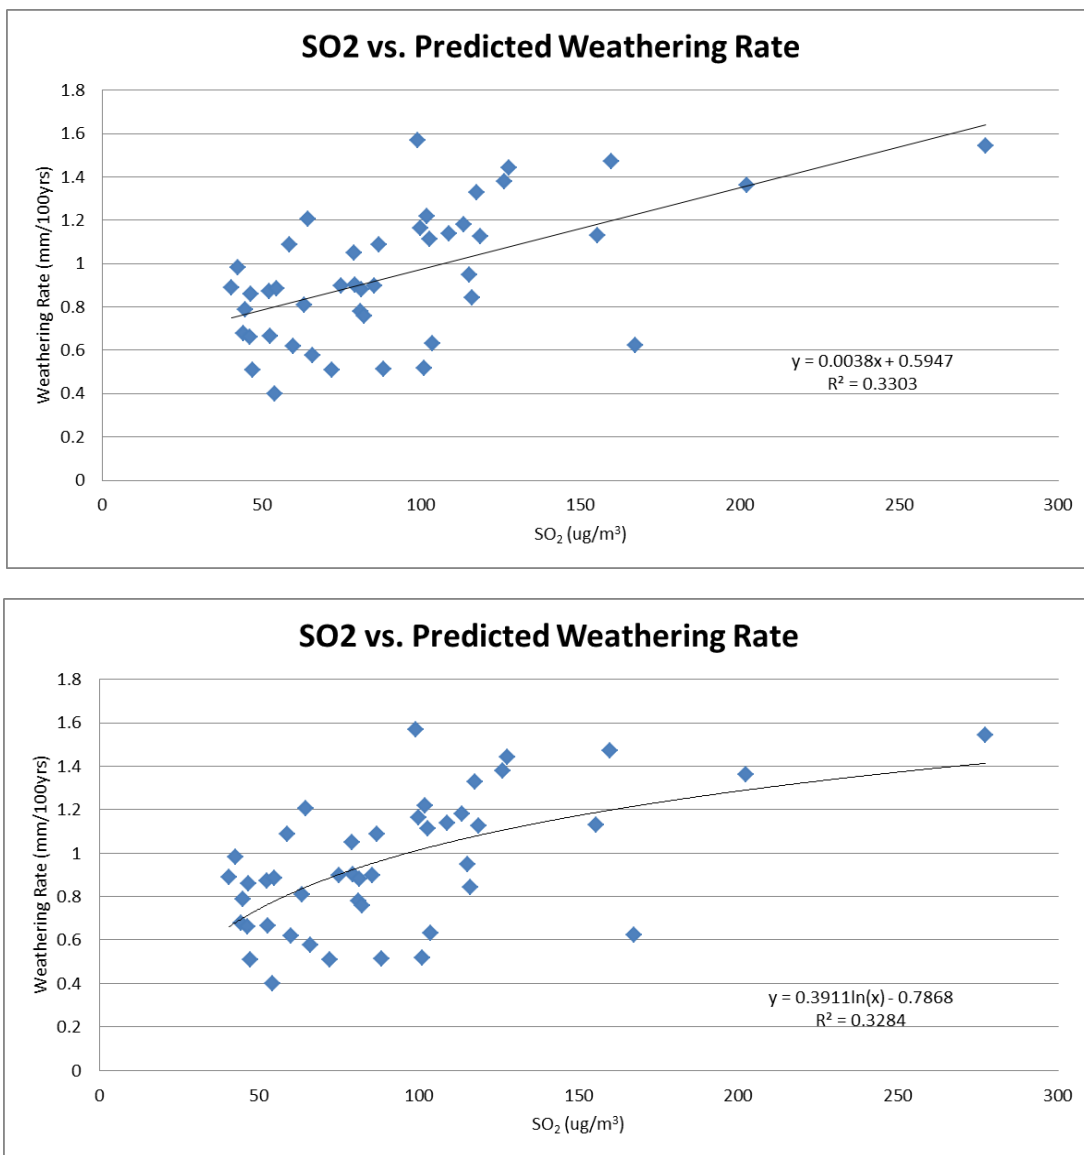 SO2 vs. Predicted Weathering Rate
Weathering Rate (mm/100yrs)
1.8
1.6
1.4
1.2
1
0.8
0.6
0.4
0.2
0
y = 0.0038x + 0.5947
R² = 0.3303
0 50 100 150 200 250 300
SO₂ (ug/m³)
SO2 vs. Predicted Weathering Rate
Weathering Rate (mm/100yrs)
1.8
1.6
1.4
1.2
1
0.8
0.6
0.4
0.2
0
y = 0.3911ln(x) - 0.7868
R² = 0.3284
0 50 100 150 200 250 300
SO₂ (ug/m³)